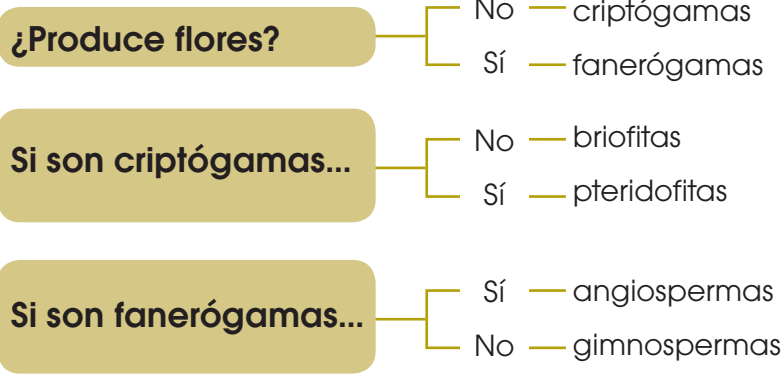 ¿Produce flores?
No criptógamas
Sí fanerógamas
Si son criptógamas...
No briofitas
Sí pteridofitas
Si son fanerógamas...
Sí angiospermas
No gimnospermas